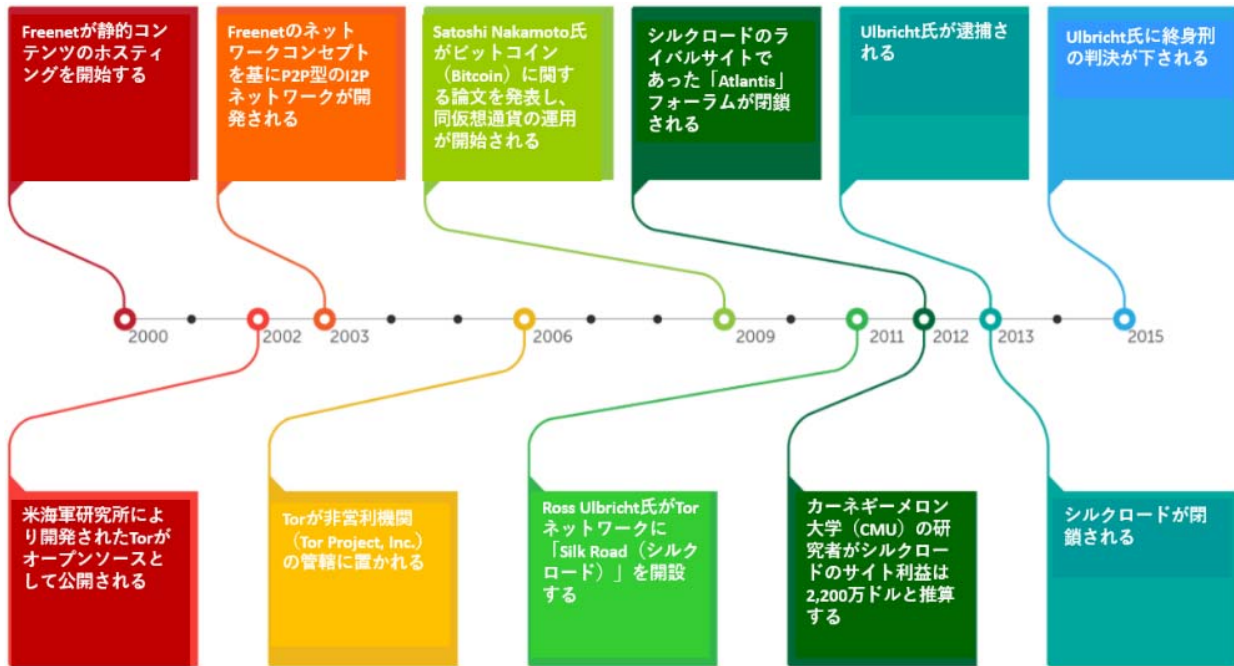 Freenetが静的コン
テンツのホスティ
ングを開始する
Freenetのネット
ワークコンセプト
を基にP2P型のI2P
ネットワークが開
発される
Satoshi Nakamoto氏
がビットコイン
（Bitcoin）に関す
る論文を発表し、
同仮想通貨の運用
が開始される
シルクロードのラ
イバルサイトで
あった「Atlantis」
フォーラムが閉鎖
される
Ulbricht氏が逮捕さ
れる
Ulbricht氏に終身刑
の判決が下される
2000
2002
2003
2006
2009
2011
2012
2013
2015
米海軍研究所によ
り開発されたTorが
オープンソースと
して公開される
Torが非営利機関
（Tor Project, Inc.）
の管轄に置かれる
Ross Ulbricht氏がTor
ネットワークに
「Silk Road（シルク
ロード）」を開設
する
カーネギーメロン
大学（CMU）の研
究者がシルクロー
ドのサイト利益は
2,200万ドルと推算
する
シルクロードが閉
鎖される